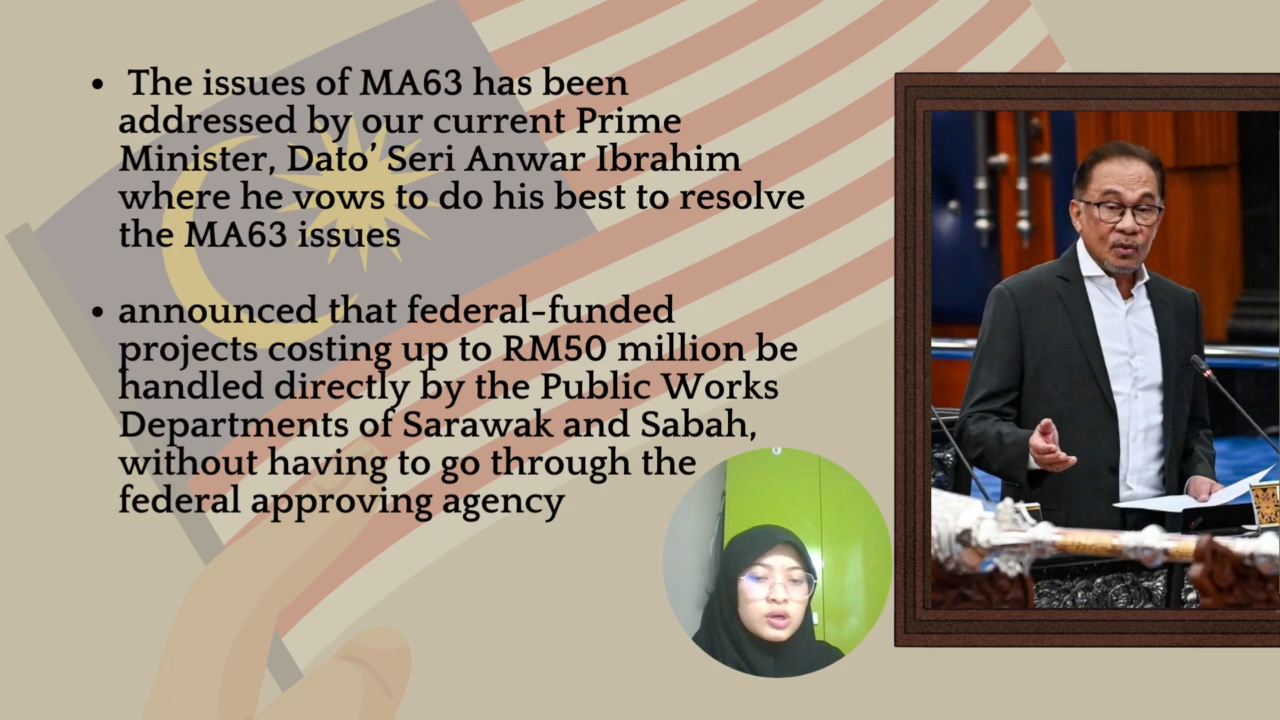 • The issues of MA63 has been
addressed by our current Prime
Minister, Dato’ Seri Anwar Ibrahim
where he vows to do his best to resolve
the MA63 issues
• announced that federal-funded
projects costing up to RM50 million be
handled directly by the Public Works
Departments of Sarawak and Sabah,
without having to go through the
federal approving agency